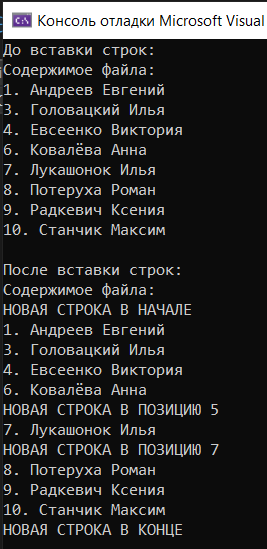 Консоль отладки Microsoft Visual
До вставки строк:
Содержимое файла:
1. Андреев Евгений
3. Головацкий Илья
4. Евсеенко Виктория
6. Ковалёва Анна
7. Лукашонок Илья
8. Потеруха Роман
9. Радкевич Ксения
10. Станчик Максим

После вставки строк:
Содержимое файла:
НОВАЯ СТРОКА В НАЧАЛЕ
1. Андреев Евгений
3. Головацкий Илья
4. Евсеенко Виктория
6. Ковалёва Анна
НОВАЯ СТРОКА В ПОЗИЦИЮ 5
7. Лукашонок Илья
НОВАЯ СТРОКА В ПОЗИЦИЮ 7
8. Потеруха Роман
9. Радкевич Ксения
10. Станчик Максим
НОВАЯ СТРОКА В КОНЦЕ